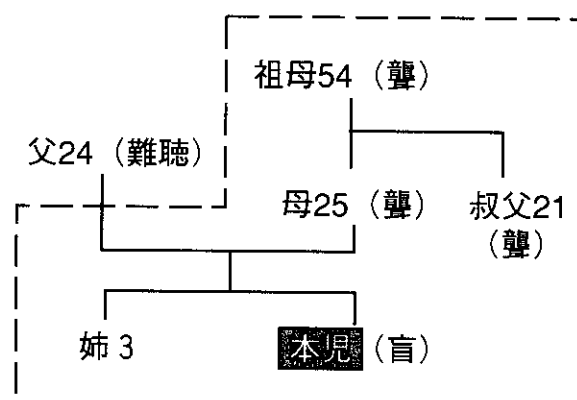 祖母54（聾）
父24（難聴）
母25（聾）
叔父21
（聾）
姉3
本児（盲）